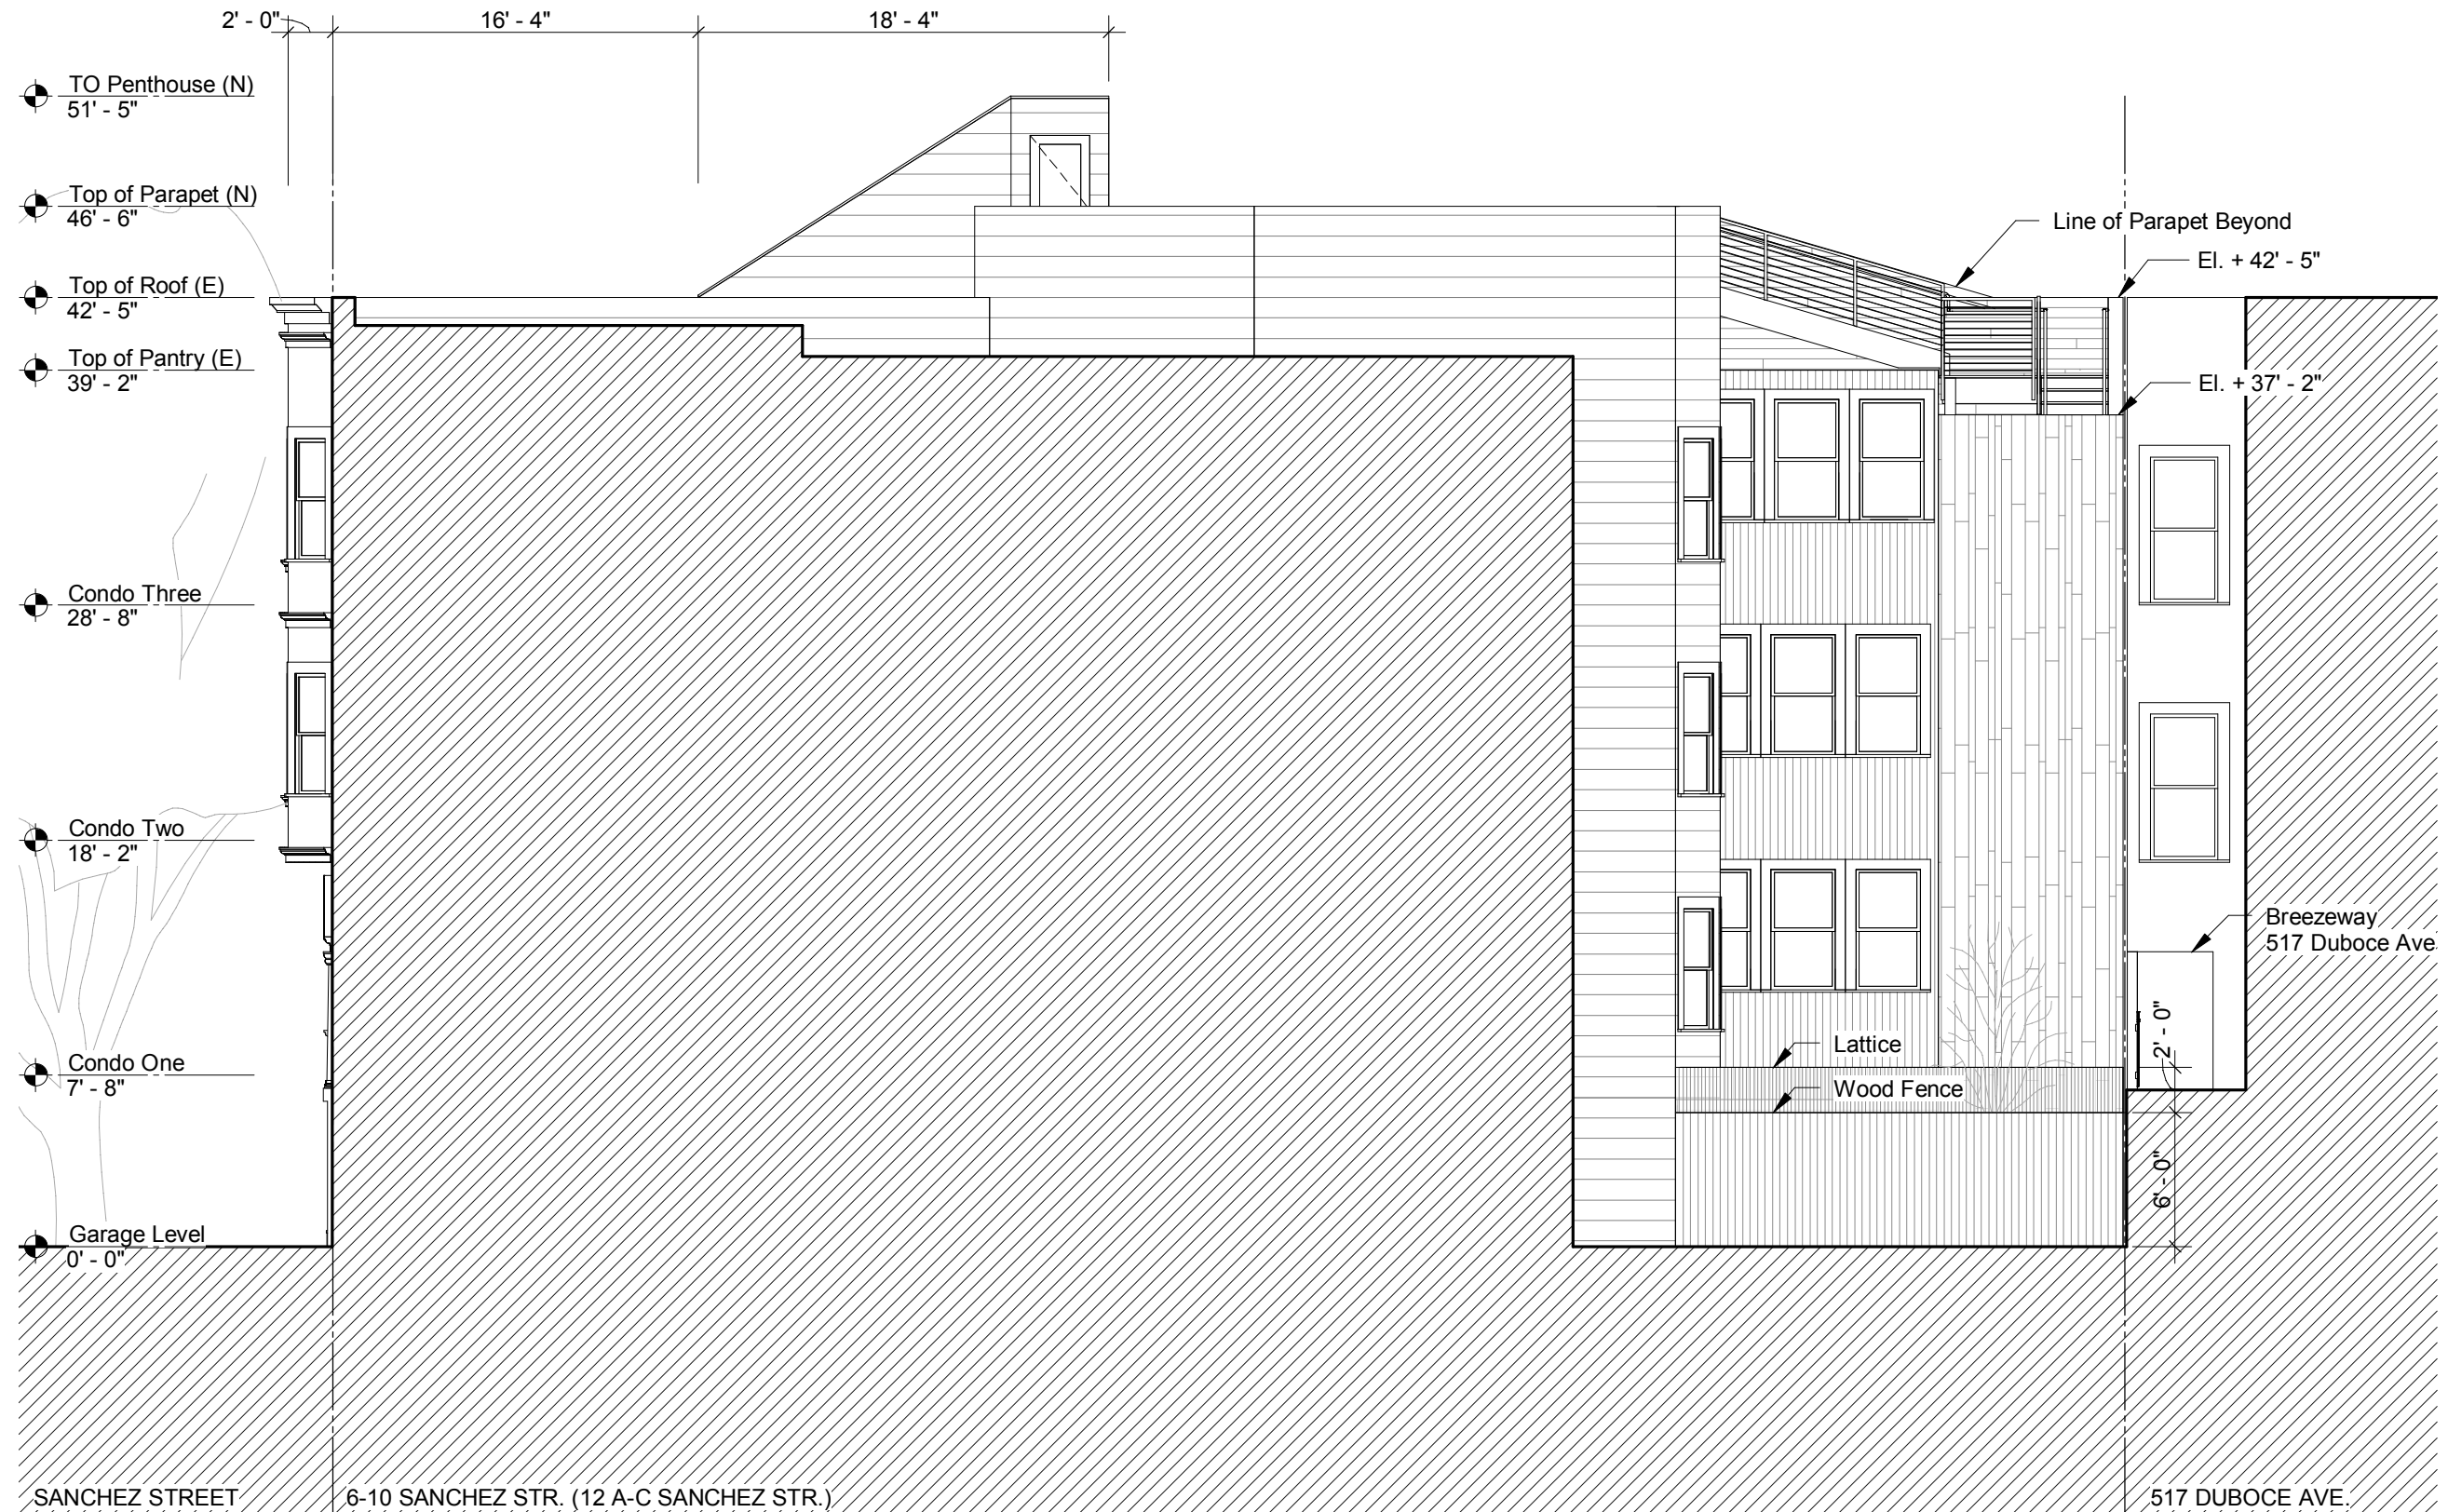 2' - 0" 16' - 4" 18' - 4"
TO Penthouse (N)
51' - 5"
Top of Parapet (N)
46' - 6"
Line of Parapet Beyond
El. + 42' - 5"
Top of Roof (E)
42' - 5"
Top of Pantry (E)
39' - 2"
El. + 37' - 2"
Condo Three
28' - 8"
Condo Two
18' - 2"
Breezeway
517 Duboce Ave
2' - 0"
Lattice
Condo One
7' - 8"
Wood Fence
6' - 0"
Garage Level
0' - 0"
SANCHEZ STREET
6-10 SANCHEZ STR. (12 A-C SANCHEZ STR.)
517 DUBOCE AVE.